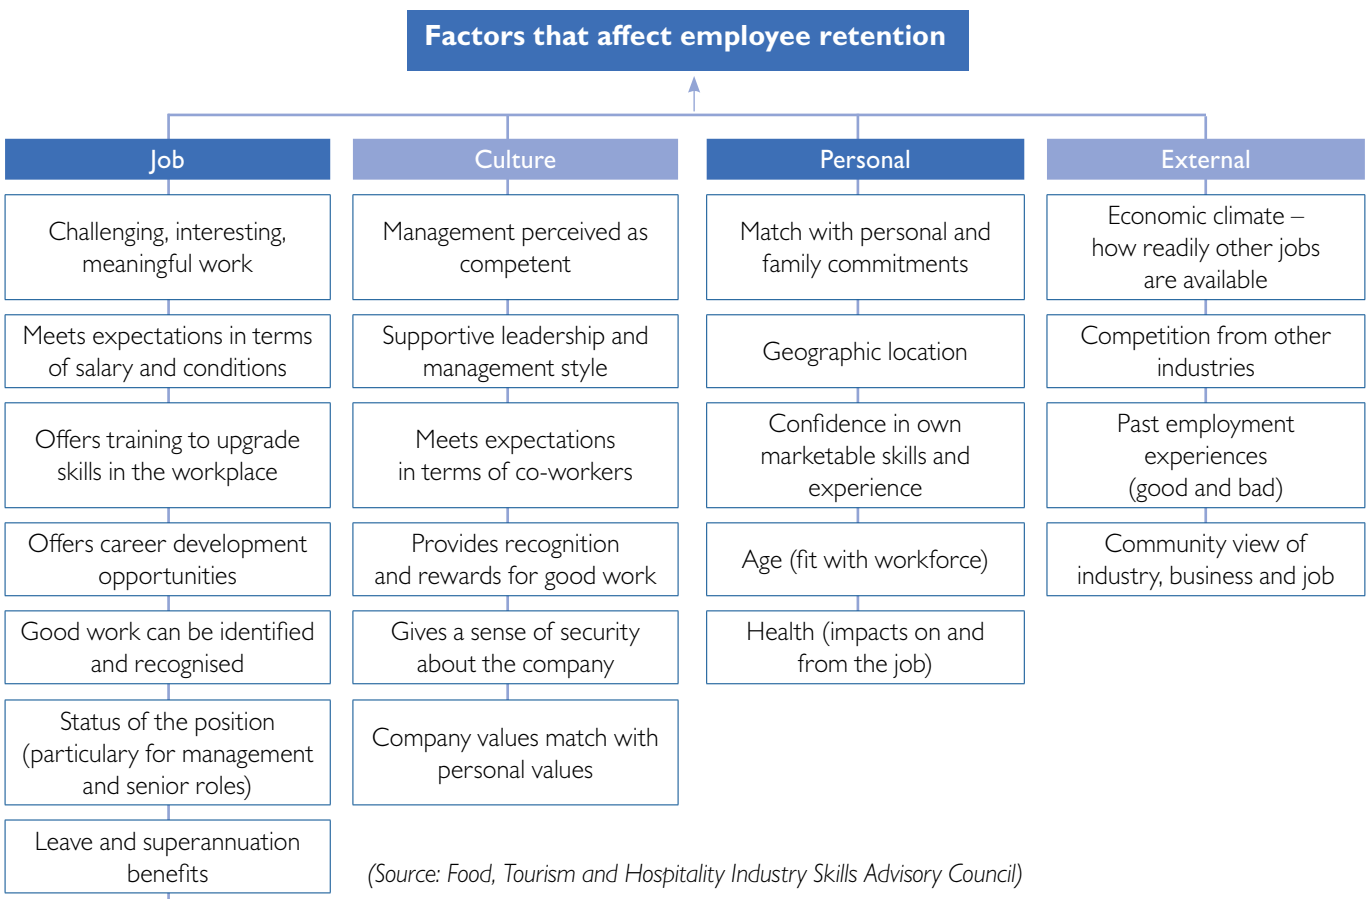 Factors that affect employee retention
Job
Challenging, interesting,
meaningful work
Meets expectations in terms
of salary and conditions
Offers training to upgrade
skills in the workplace
Offers career development
opportunities
Good work can be identified
and recognised
Status of the position
(particulary for management
and senior roles)
Leave and superannuation
benefits
Culture
Management perceived as
competent
Supportive leadership and
management style
Meets expectations
in terms of co-workers
Provides recognition
and rewards for good work
Gives a sense of security
about the company
Company values match with
personal values
Personal
Match with personal and
family commitments
Geographic location
Confidence in own
marketable skills and
experience
Age (fit with workforce)
Health (impacts on and
from the job)
External
Economic climate –
how readily other jobs
are available
Competition from other
industries
Past employment
experiences
(good and bad)
Community view of
industry, business and job
(Source: Food, Tourism and Hospitality Industry Skills Advisory Council)